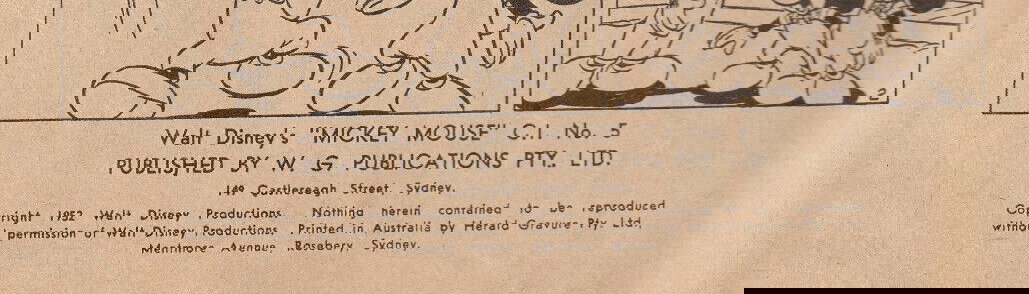 Walt Disney's "MICKEY MOUSE" No. 5
PUBLISHED BY W. G. PUBLICATIONS PTY. LTD.
149 Castlereagh Street, Sydney.
Walt Disney Productions. Nothing herein contained to be reproduced
permission of Walt Disney Productions. Printed in Australia by Gravure Pty. Ltd.
Avenue Rosebery Sydney.